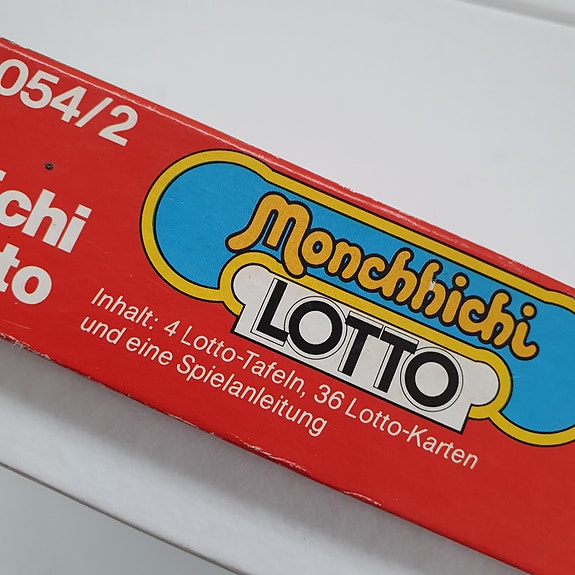 054/2
chi
to
Monchhichi
LOTTO
Inhalt: 4 Lotto-Tafeln, 36 Lotto-Karten
und eine Spielanleitung